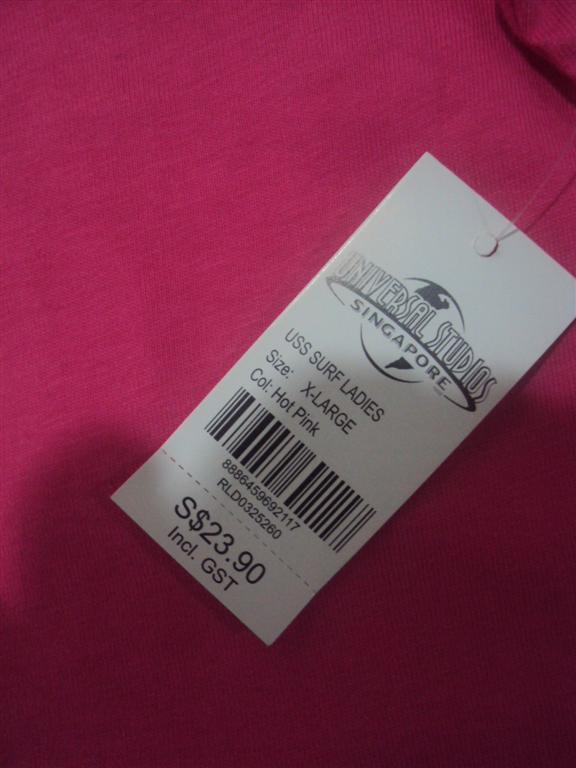 UNIVERSAL STUDIOS
SINGAPORE
USS SURF LADIES
Size: X-LARGE
Col: Hot Pink
8886459692117
RLD0325260
S$23.90
Incl. GST